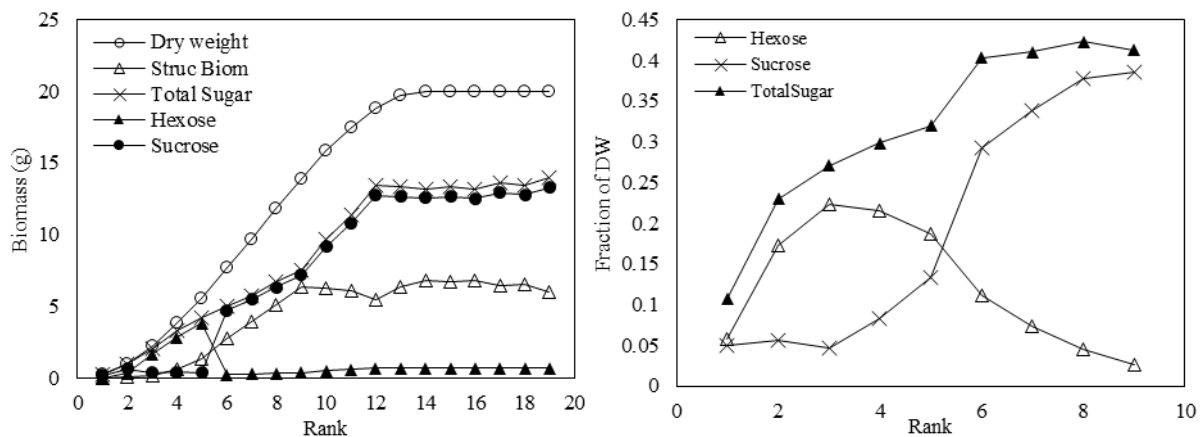 25
20
15
10
5
0
Biomass (g)
Dry weight
Struc Biom
Total Sugar
Hexose
Sucrose
0 2 4 6 8 10 12 14 16 18 20
Rank
0.45
0.4
0.35
0.3
0.25
0.2
0.15
0.1
0.05
0
Fraction of DW
Hexose
Sucrose
TotalSugar
0 2 4 6 8 10
Rank